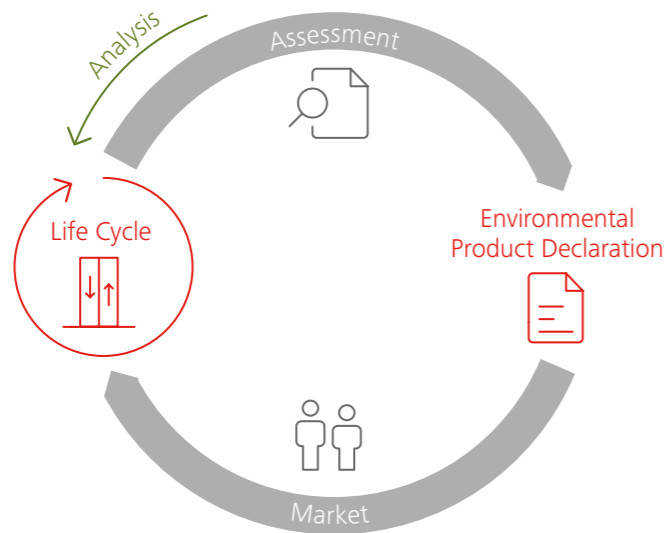 Analysis
Assessment
Life Cycle
Environmental
Product Declaration
Market